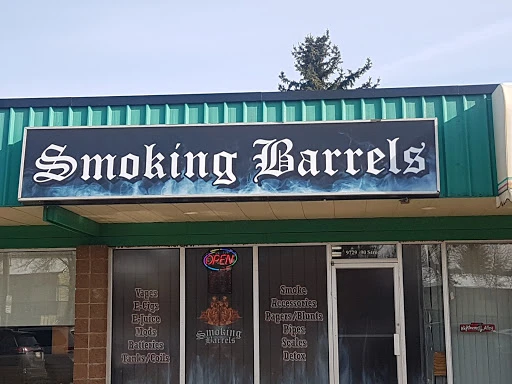 Smoking Barrels
OPEN
Vapes
E-Cigs
E-Juice
Mods
Batteries
Tanks/Coils
Smoking
Barrels
Smoke
Accessories
Papers/Blunts
Pipes
Scales
Detox
9729